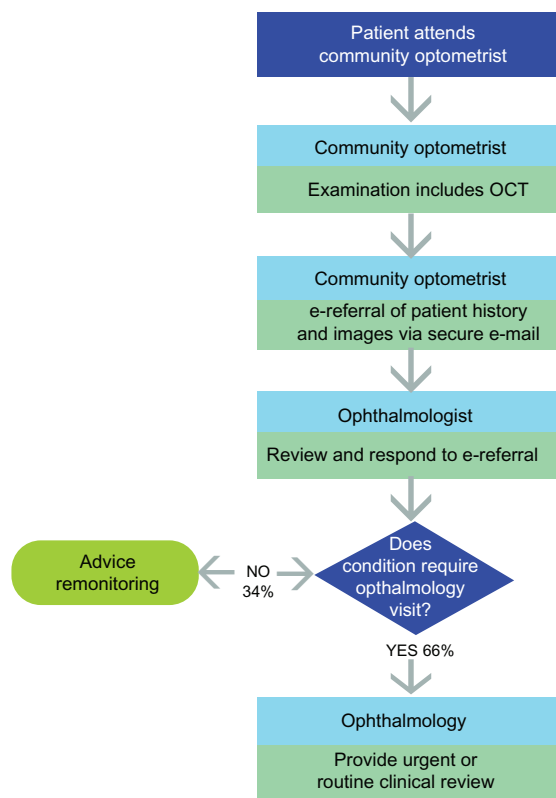 Patient attends
community optometrist
Community optometrist
Examination includes OCT
Community optometrist
e-referral of patient history
and images via secure e-mail
Ophthalmologist
Review and respond to e-referral
Does
condition require
opthalmology
visit?
NO
34%
Advice
remonitoring
YES 66%
Ophthalmology
Provide urgent or
routine clinical review